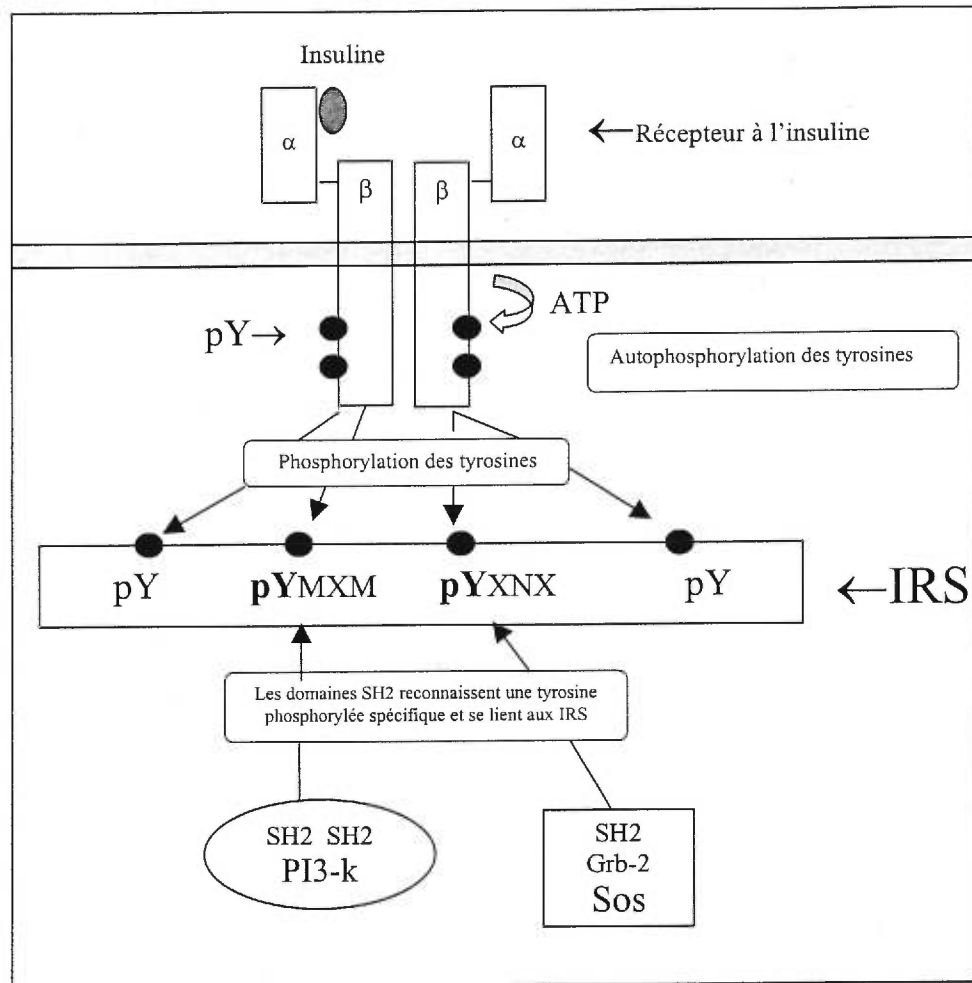 Insuline
α
α
←Récepteur à l'insuline
β
β
ATP
pY→
Autophosphorylation des tyrosines
Phosphorylation des tyrosines
pY
pYMXM
pYXNX
pY
←IRS
Les domaines SH2 reconnaissent une tyrosine
phosphorylée spécifique et se lient aux IRS
SH2 SH2
PI3-k
SH2
Grb-2
Sos